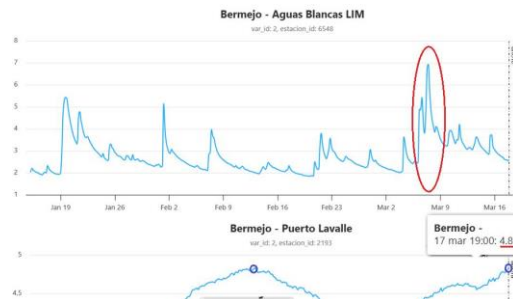 Bermejo - Aguas Blancas LIM
var_id: 2, estacion_id: 6548
8
7
6
5
4
3
2
1
Jan 19 Jan 26 Feb 2 Feb 9 Feb 16 Feb 23 Mar 2 Mar 9 Mar 16
Bermejo - Puerto Lavalle
var_id: 2, estacion_id: 2193
Bermejo -
17 mar 19:00: 4.8
5
4.5